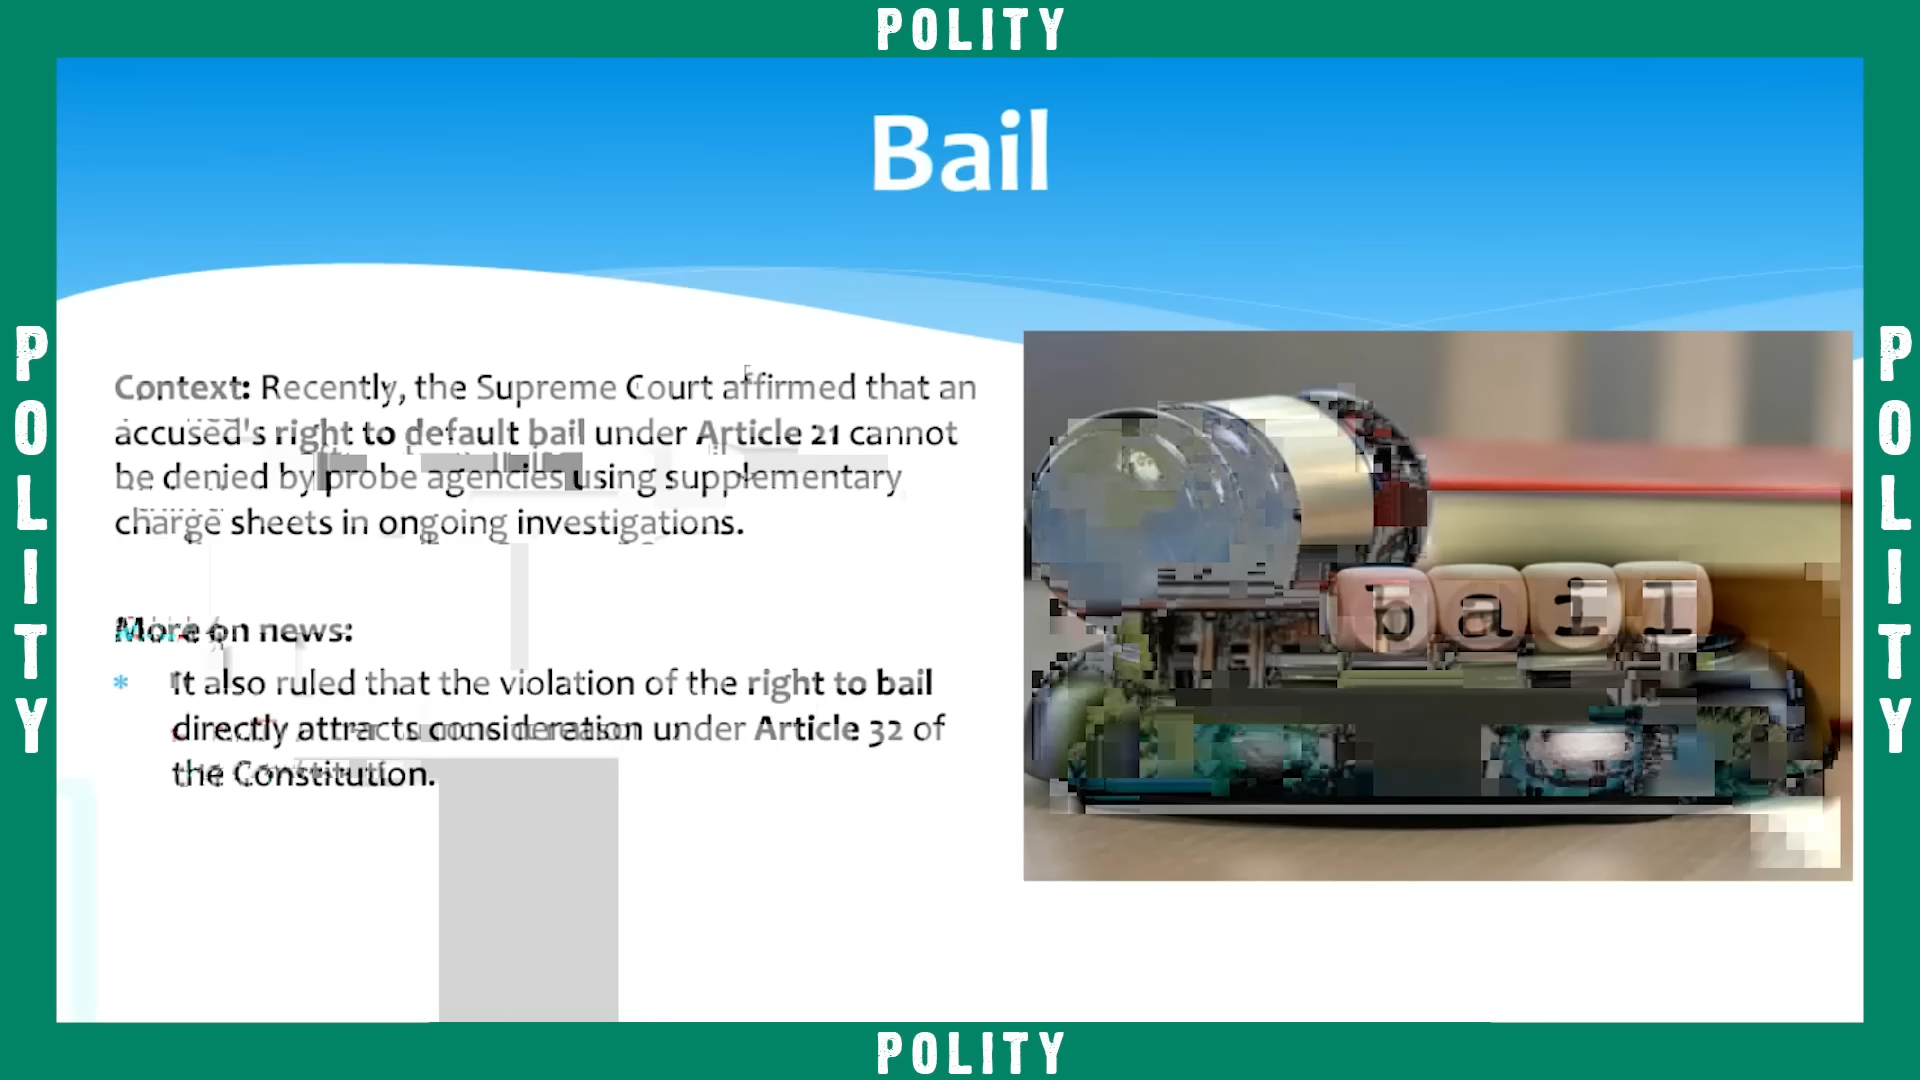 POLITY
Bail
POLITY
POLITY
Context: Recently, the Supreme Court affirmed that an
accused's right to default bail under Article 21 cannot
be denied by probe agencies using supplementary
charge sheets in ongoing investigations.
bail
More on news:
* It also ruled that the violation of the right to bail
directly attracts consideration under Article 32 of
the Constitution.
POLITY